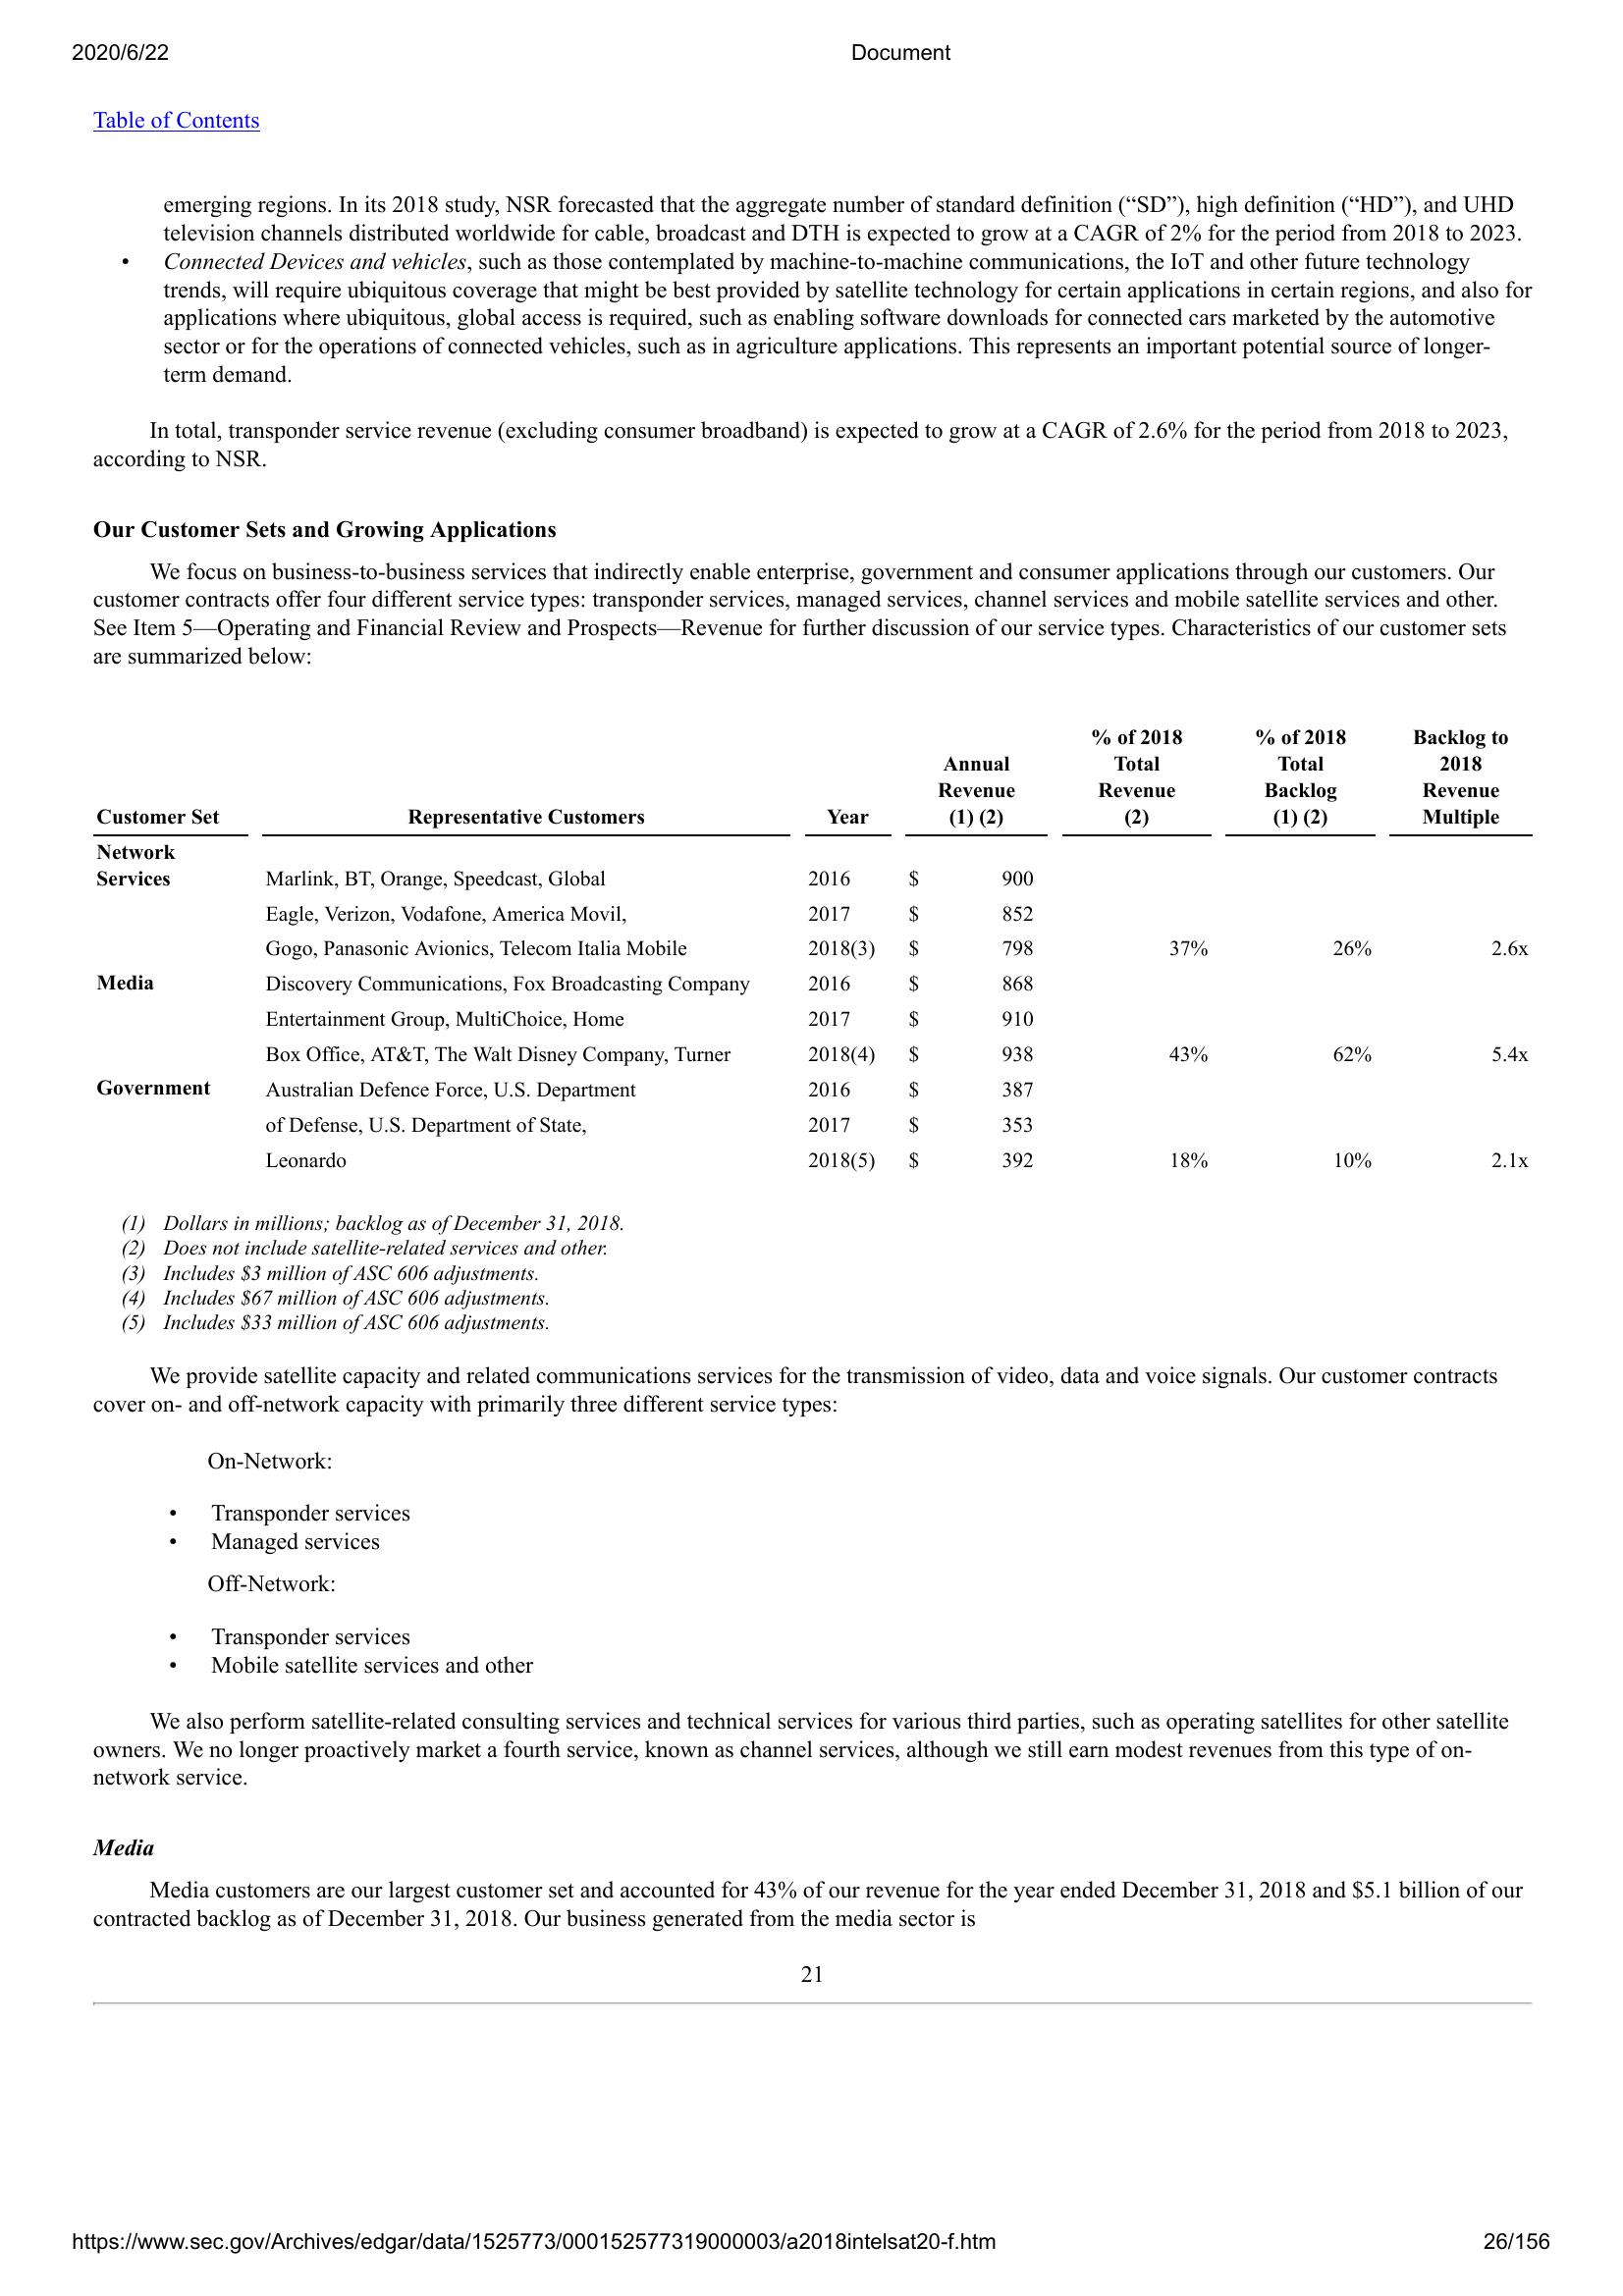 2020/6/22 Document
Table of Contents
emerging regions. In its 2018 study, NSR forecasted that the aggregate number of standard definition (“SD”), high definition (“HD”), and UHD
television channels distributed worldwide for cable, broadcast and DTH is expected to grow at a CAGR of 2% for the period from 2018 to 2023.
• Connected Devices and vehicles, such as those contemplated by machine-to-machine communications, the IoT and other future technology
trends, will require ubiquitous coverage that might be best provided by satellite technology for certain applications in certain regions, and also for
applications where ubiquitous, global access is required, such as enabling software downloads for connected cars marketed by the automotive
sector or for the operations of connected vehicles, such as in agriculture applications. This represents an important potential source of longer-
term demand.
In total, transponder service revenue (excluding consumer broadband) is expected to grow at a CAGR of 2.6% for the period from 2018 to 2023,
according to NSR.
Our Customer Sets and Growing Applications
We focus on business-to-business services that indirectly enable enterprise, government and consumer applications through our customers. Our
customer contracts offer four different service types: transponder services, managed services, channel services and mobile satellite services and other.
See Item 5—Operating and Financial Review and Prospects—Revenue for further discussion of our service types. Characteristics of our customer sets
are summarized below:
% of 2018 % of 2018 Backlog to
Annual Total Total 2018
Revenue Revenue Backlog Revenue
Customer Set Representative Customers Year (1) (2) (2) (1) (2) Multiple
Network
Services Marlink, BT, Orange, Speedcast, Global 2016 $ 900
Eagle, Verizon, Vodafone, America Movil, 2017 $ 852
Gogo, Panasonic Avionics, Telecom Italia Mobile 2018(3) $ 798 37% 26% 2.6x
Media Discovery Communications, Fox Broadcasting Company 2016 $ 868
Entertainment Group, MultiChoice, Home 2017 $ 910
Box Office, AT&T, The Walt Disney Company, Turner 2018(4) $ 938 43% 62% 5.4x
Government Australian Defence Force, U.S. Department 2016 $ 387
of Defense, U.S. Department of State, 2017 $ 353
Leonardo 2018(5) $ 392 18% 10% 2.1x
(1) Dollars in millions; backlog as of December 31, 2018.
(2) Does not include satellite-related services and other.
(3) Includes $3 million of ASC 606 adjustments.
(4) Includes $67 million of ASC 606 adjustments.
(5) Includes $33 million of ASC 606 adjustments.
We provide satellite capacity and related communications services for the transmission of video, data and voice signals. Our customer contracts
cover on- and off-network capacity with primarily three different service types:
On-Network:
• Transponder services
• Managed services
Off-Network:
• Transponder services
• Mobile satellite services and other
We also perform satellite-related consulting services and technical services for various third parties, such as operating satellites for other satellite
owners. We no longer proactively market a fourth service, known as channel services, although we still earn modest revenues from this type of on-
network service.
Media
Media customers are our largest customer set and accounted for 43% of our revenue for the year ended December 31, 2018 and $5.1 billion of our
contracted backlog as of December 31, 2018. Our business generated from the media sector is
21
https://www.sec.gov/Archives/edgar/data/1525773/000152577319000003/a2018intelsat20-f.htm 26/156